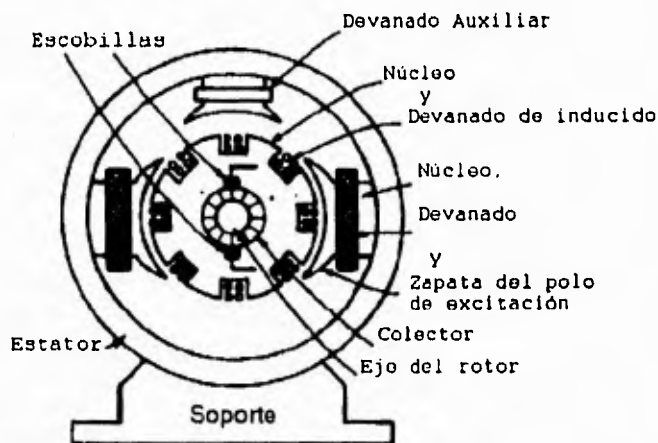 Devanado Auxiliar
Escobillas
Núcleo
y
Devanado de inducido
Núcleo.
Devanado
y
Zapata del polo
de excitación
Colector
Estator
Eje del rotor
Soporte